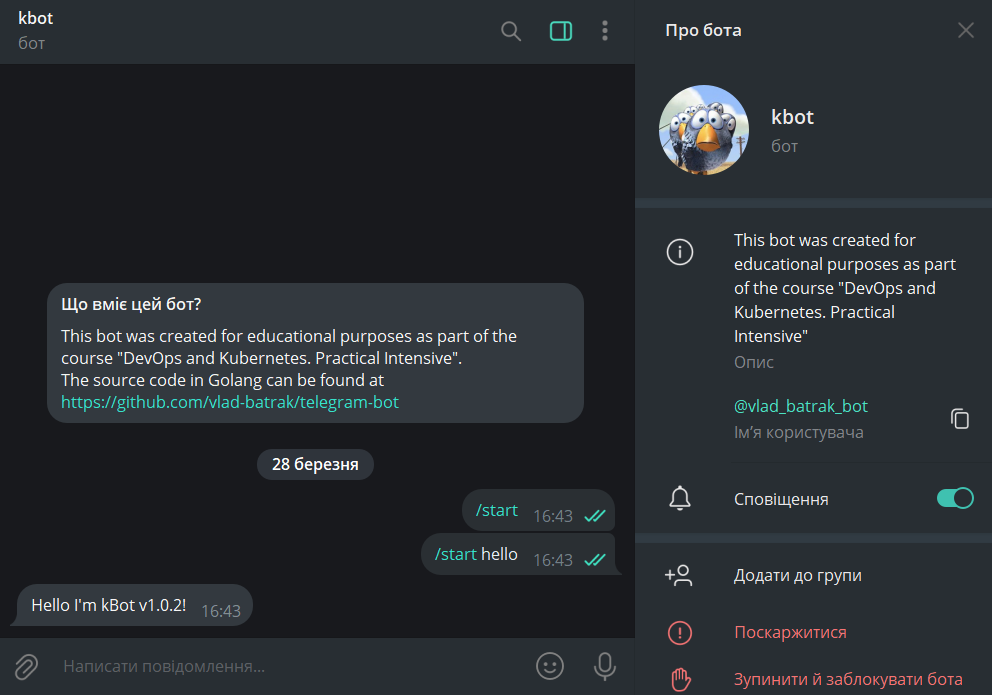 kbot
бот
Що вміє цей бот?
This bot was created for educational purposes as part of the
course "DevOps and Kubernetes. Practical Intensive".
The source code in Golang can be found at
https://github.com/vlad-batrak/telegram-bot
28 березня
/start 16:43
/start hello 16:43
Hello I'm kBot v1.0.2! 16:43
Написати повідомлення...
Про бота
kbot
бот
This bot was created for
educational purposes as part
of the course "DevOps and
Kubernetes. Practical
Intensive"
Опис
@vlad_batrak_bot
Ім’я користувача
Сповіщення
Додати до групи
Поскаржитися
Зупинити й заблокувати бота